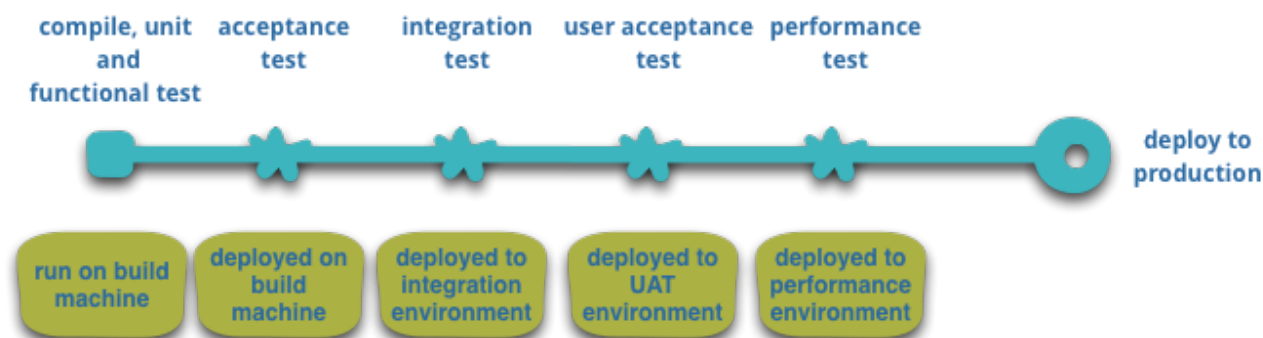 compile, unit
and
functional test
acceptance
test
integration
test
user acceptance
test
performance
test
deploy to
production
run on build
machine
deployed on
build
machine
deployed to
integration
environment
deployed to
UAT
environment
deployed to
performance
environment